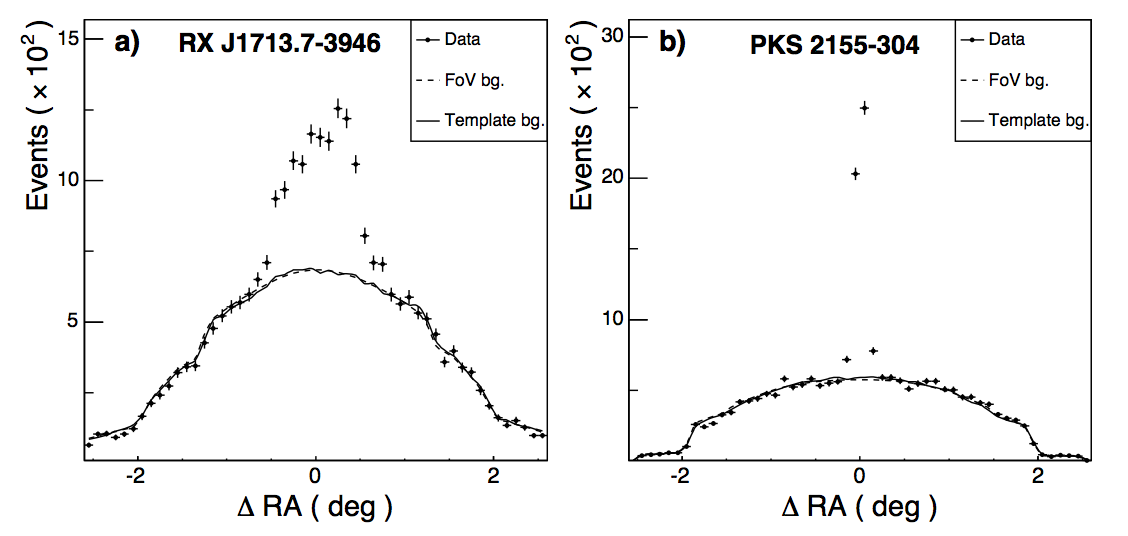 a) RX J1713.7-3946
Data
FoV bg.
Template bg.
Events ( × 10²)
15
10
5
-2 0 2
Δ RA ( deg )
b) PKS 2155-304
Data
FoV bg.
Template bg.
Events ( × 10²)
30
20
10
-2 0 2
Δ RA ( deg )